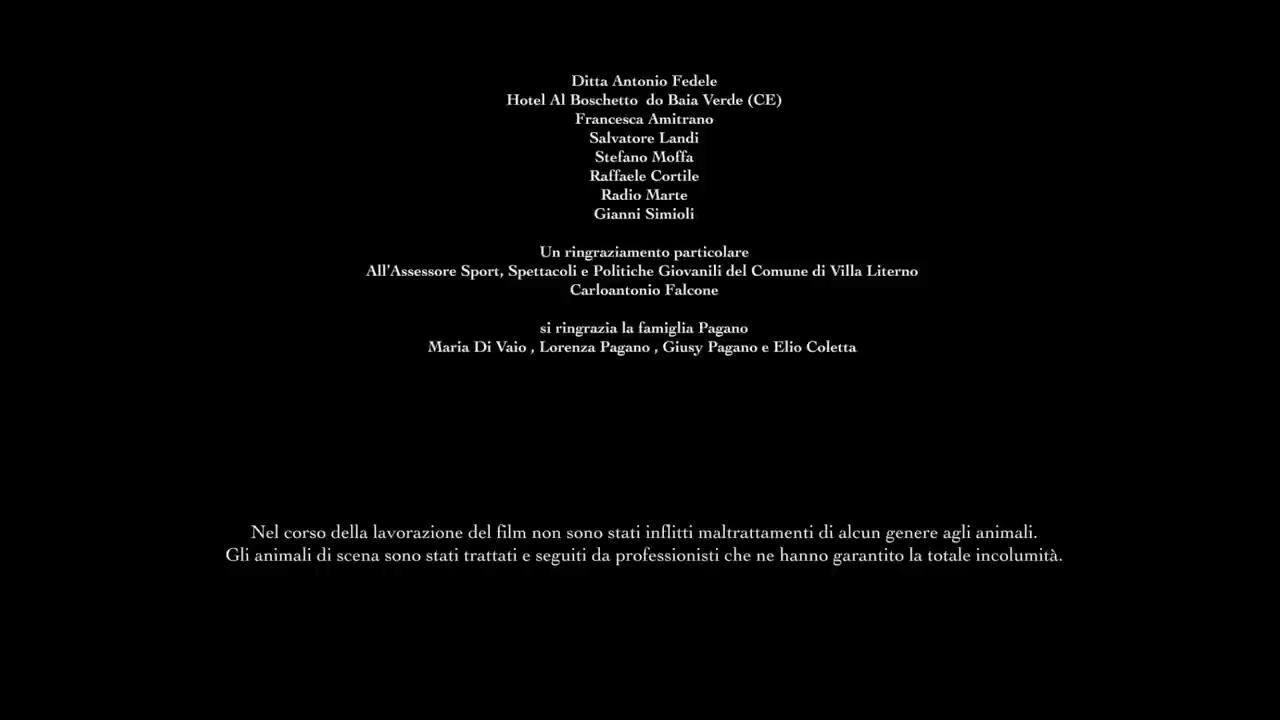 Ditta Antonio Fedele
Hotel Al Boschetto do Baia Verde (CE)
Francesca Amitrano
Salvatore Landi
Stefano Moffa
Raffaele Cortile
Radio Marte
Gianni Simioli
Un ringraziamento particolare
All'Assessore Sport, Spettacoli e Politiche Giovanili del Comune di Villa Literno
Carloantonio Falcone
si ringrazia la famiglia Pagano
Maria Di Vaio , Lorenza Pagano , Giusy Pagano e Elio Coletta
Nel corso della lavorazione del film non sono stati inflitti maltrattamenti di alcun genere agli animali.
Gli animali di scena sono stati trattati e seguiti da professionisti che ne hanno garantito la totale incolumità.